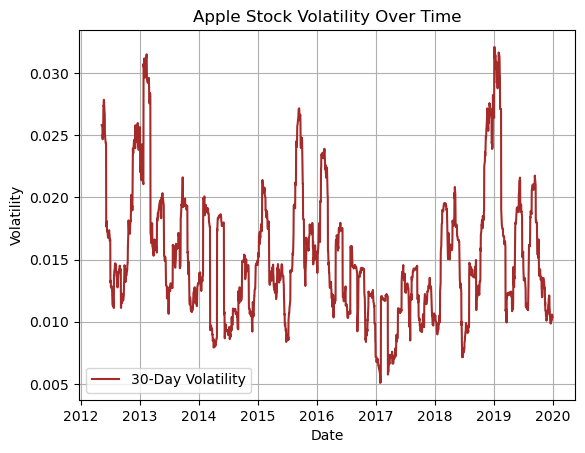 Apple Stock Volatility Over Time
0.030
0.025
0.020
0.015
0.010
0.005
Volatility
30-Day Volatility
2012 2013 2014 2015 2016 2017 2018 2019 2020
Date